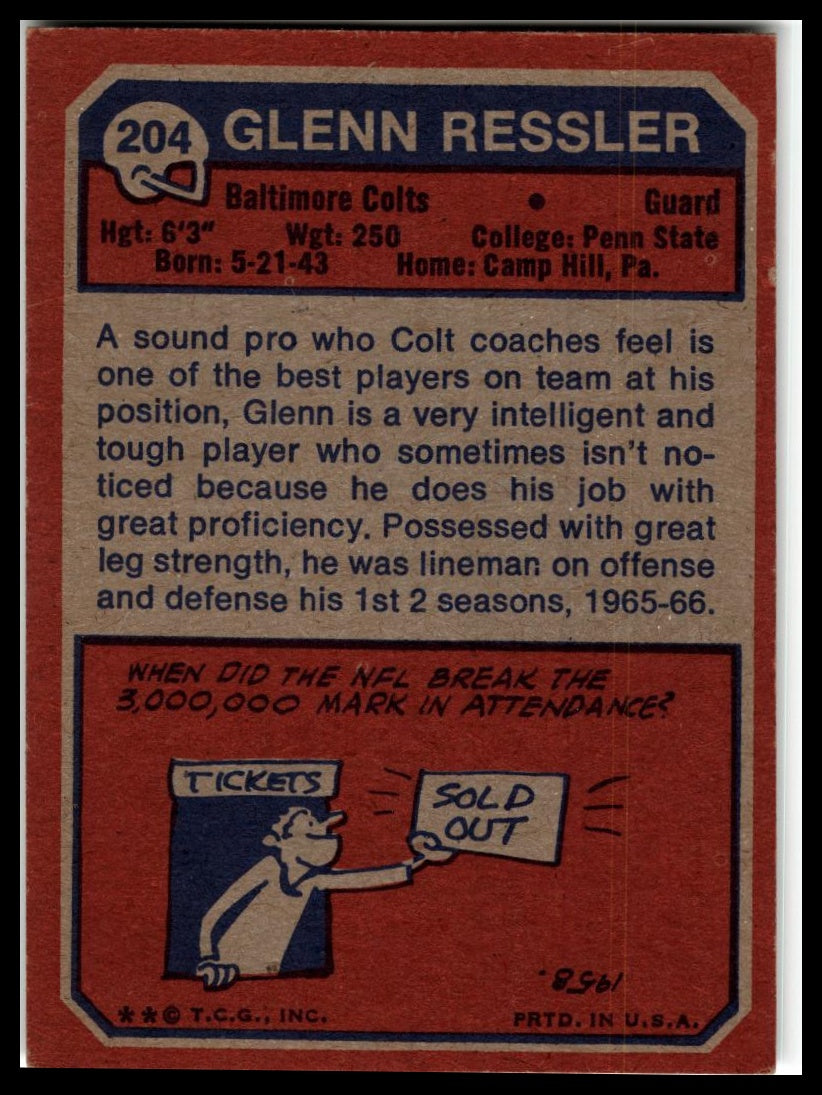 204 GLENN RESSLER
Baltimore Colts • Guard
Hgt: 6'3" Wgt: 250 College: Penn State
Born: 5-21-43 Home: Camp Hill, Pa.
A sound pro who Colt coaches feel is
one of the best players on team at his
position, Glenn is a very intelligent and
tough player who sometimes isn't no-
ticed because he does his job with
great proficiency. Possessed with great
leg strength, he was lineman on offense
and defense his 1st 2 seasons, 1965-66.
WHEN DID THE NFL BREAK THE
3,000,000 MARK IN ATTENDANCE?
TICKETS
SOLD
OUT
1958.
**© T.C.G., INC. PRTD. IN U.S.A.